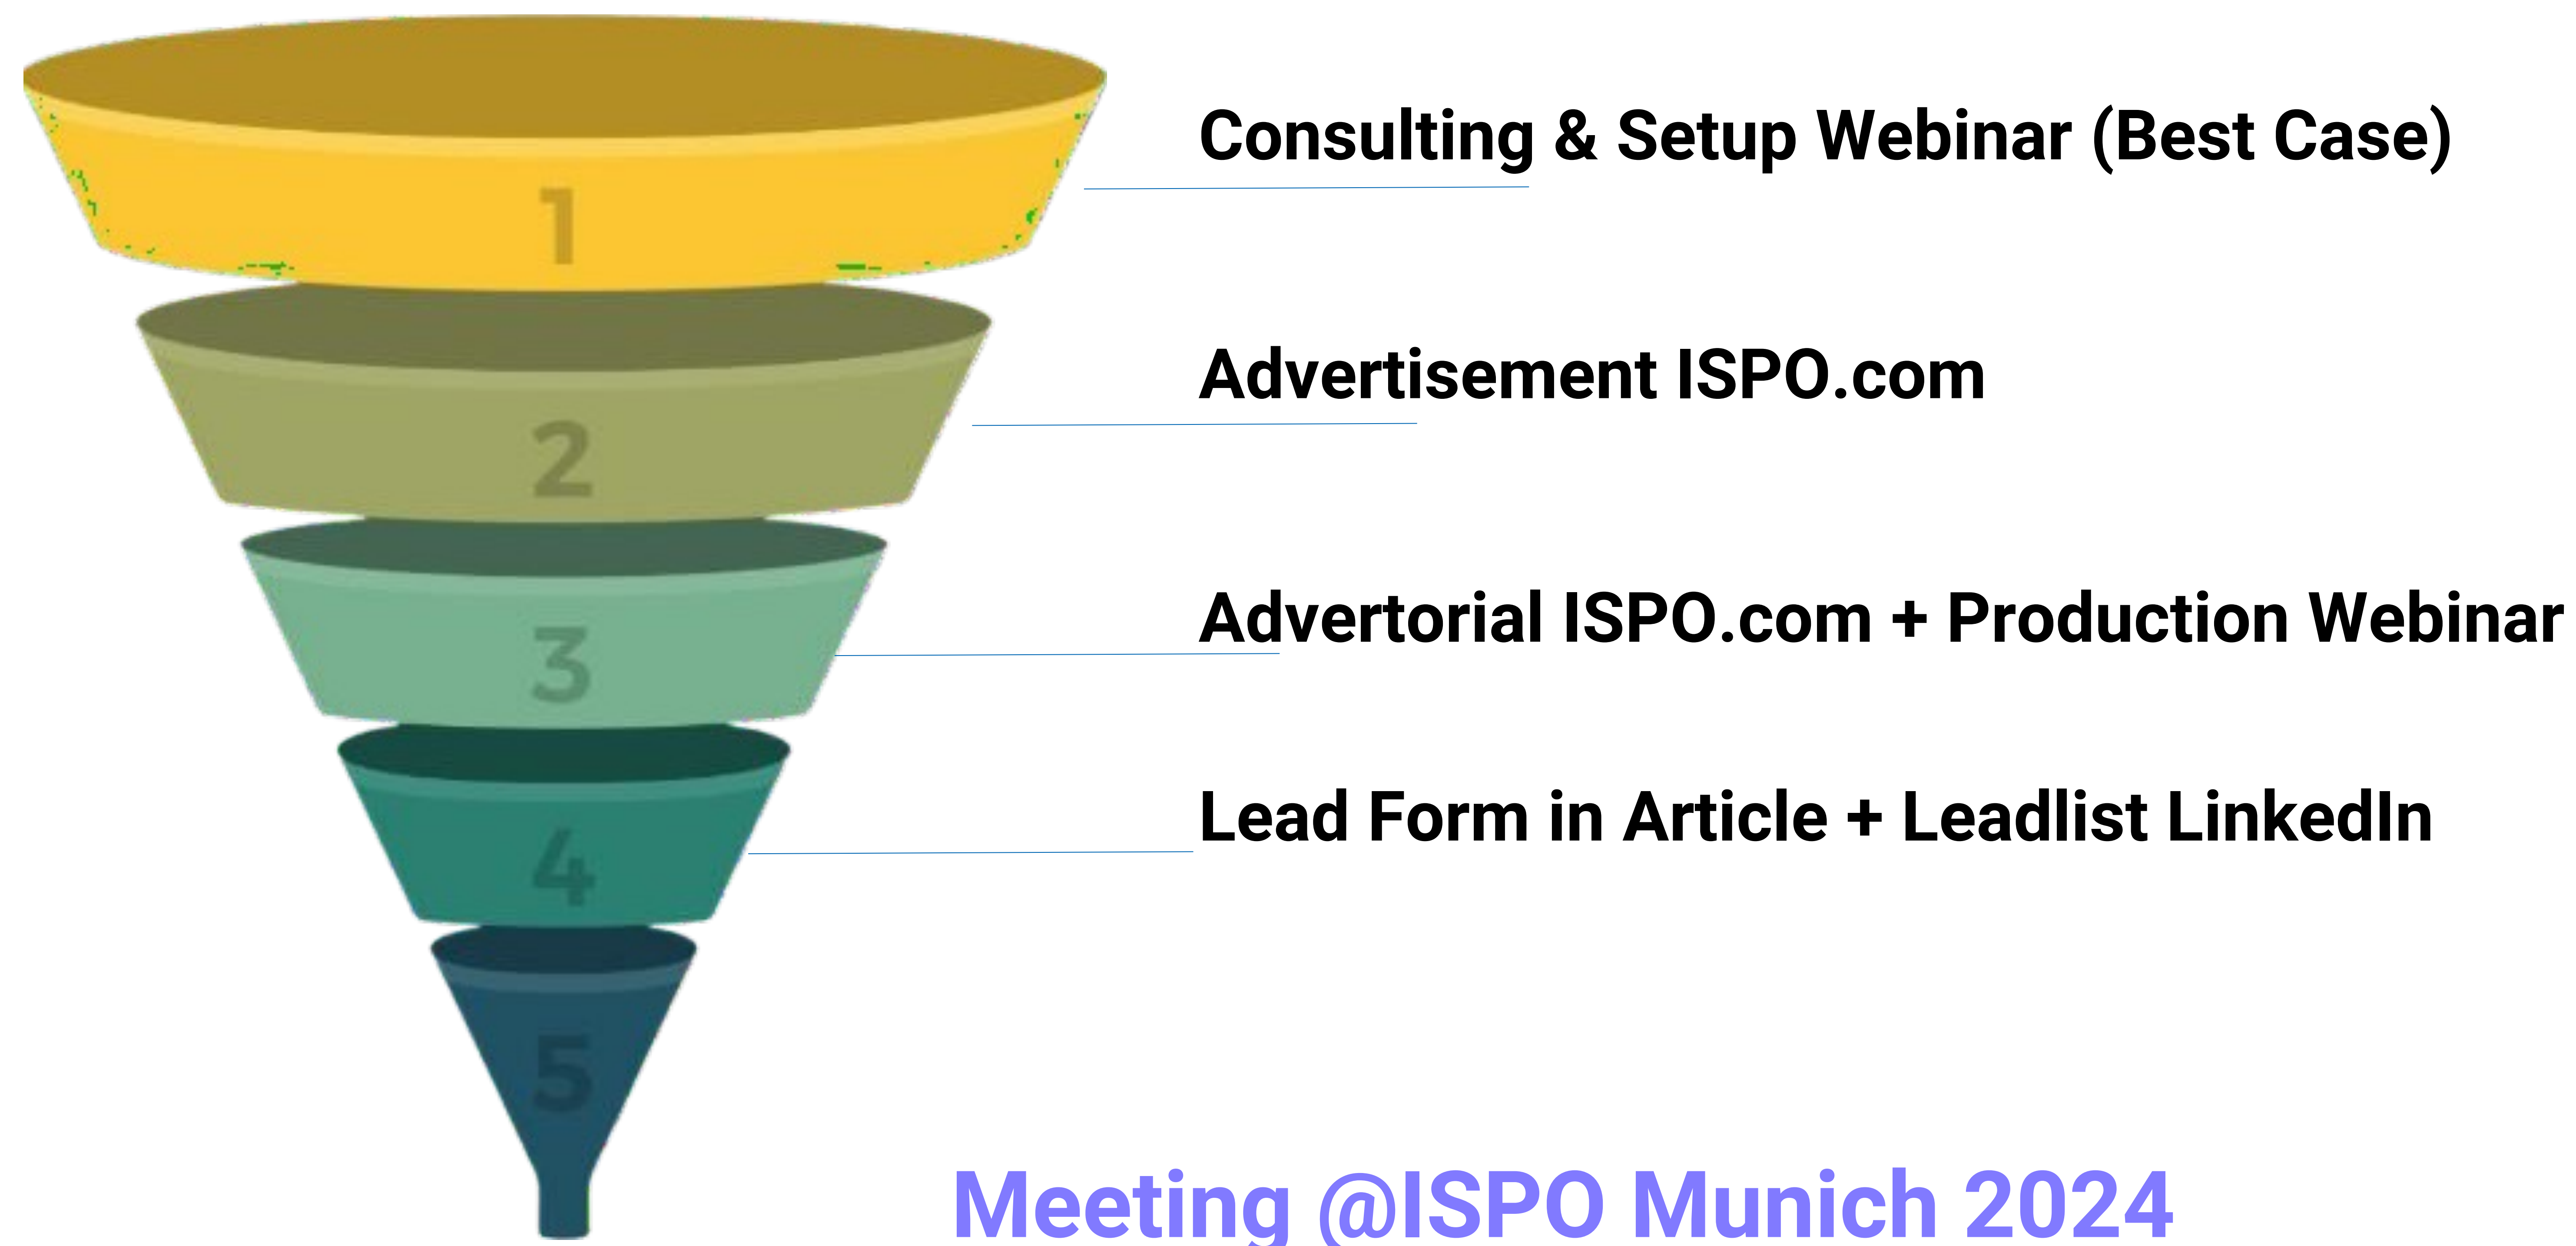 1
Consulting & Setup Webinar (Best Case)
2
Advertisement ISPO.com
3
Advertorial ISPO.com + Production Webinar
4
Lead Form in Article + Leadlist LinkedIn
5
Meeting @ISPO Munich 2024